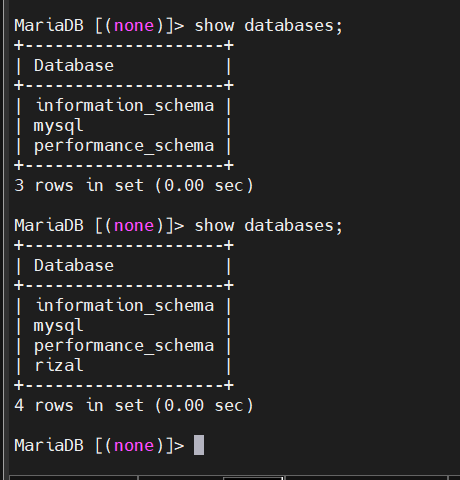 MariaDB [(none)]> show databases;
+--------------------+
| Database           |
+--------------------+
| information_schema |
| mysql              |
| performance_schema |
+--------------------+
3 rows in set (0.00 sec)
MariaDB [(none)]> show databases;
+--------------------+
| Database           |
+--------------------+
| information_schema |
| mysql              |
| performance_schema |
| rizal              |
+--------------------+
4 rows in set (0.00 sec)
MariaDB [(none)]>